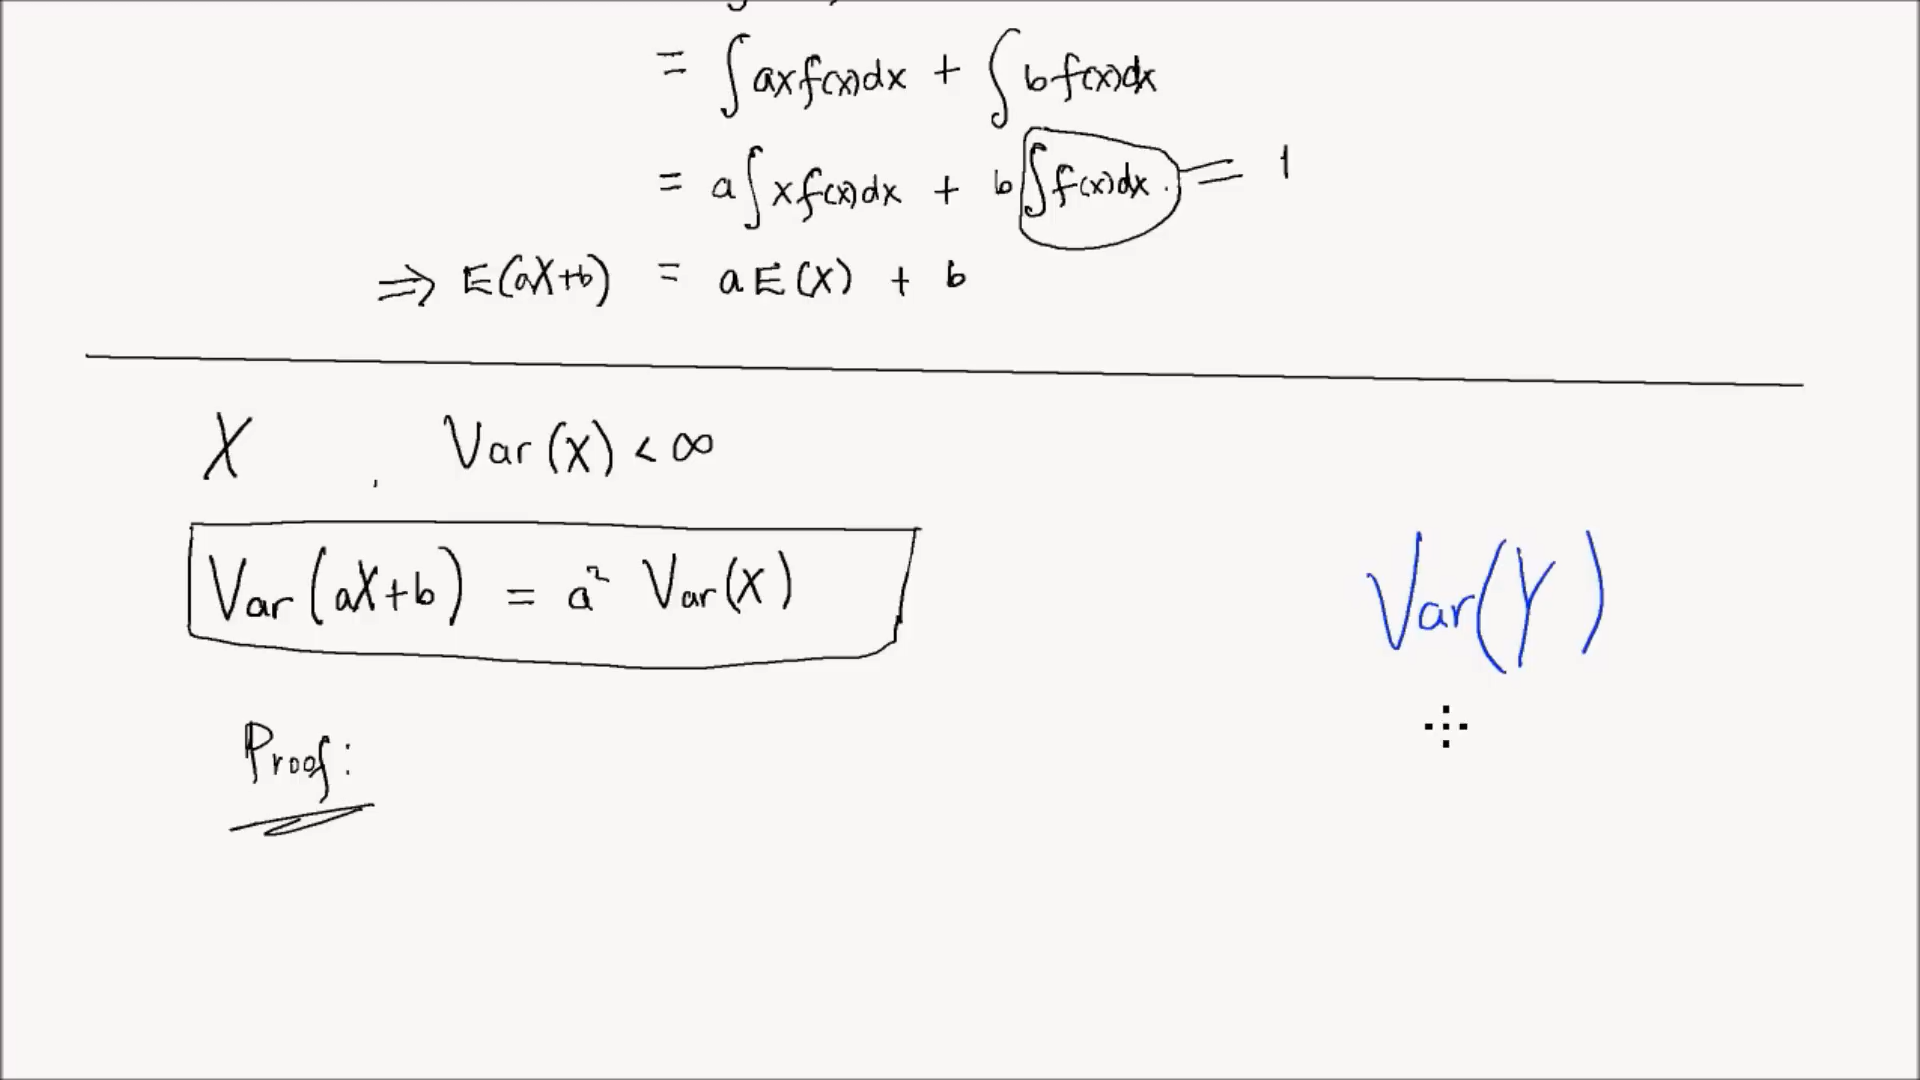 = ∫axf(x)dx + ∫bf(x)dx
= a∫xf(x)dx + b∫f(x)dx. = 1
⇒ E(aX+b) = aE(X) + b
X , Var(X) < ∞
Var(aX+b) = a² Var(X)
Var(Y)
Proof: